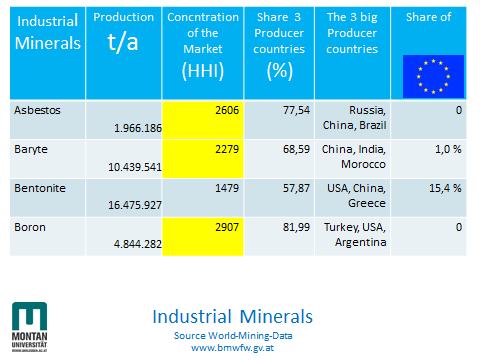 Industrial Minerals
Production t/a
Concntration of the Market (HHI)
Share 3 Producer countries (%)
The 3 big Producer countries
Share of
Asbestos 1.966.186 2606 77,54 Russia, China, Brazil 0
Baryte 10.439.541 2279 68,59 China, India, Morocco 1,0 %
Bentonite 16.475.927 1479 57,87 USA, China, Greece 15,4 %
Boron 4.844.282 2907 81,99 Turkey, USA, Argentina 0
MONTAN
UNIVERSITÄT
WWW.UNILEOBEN.AC.AT
Industrial Minerals
Source World-Mining-Data
www.bmwfw.gv.at